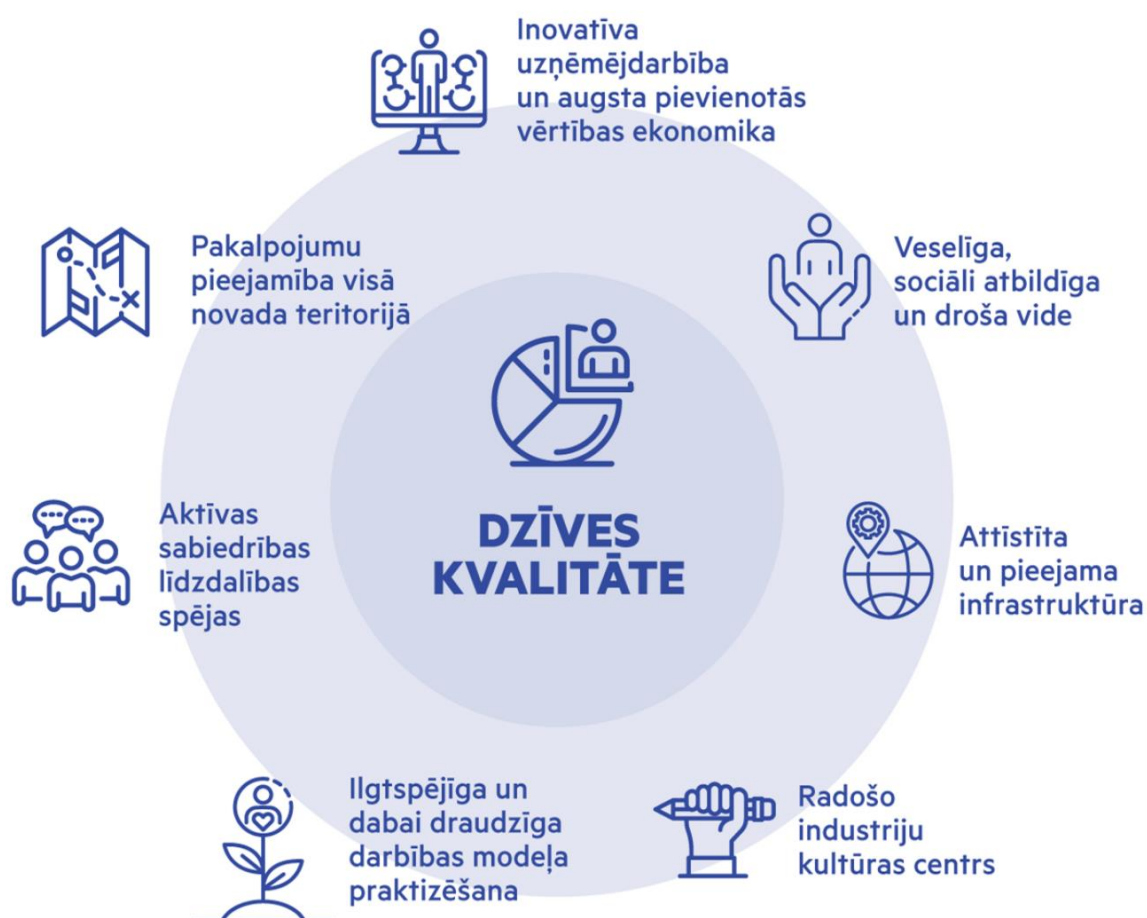 Inovatīva
uzņēmējdarbība
un augsta pievienotās
vērtības ekonomika
Pakalpojumu
pieejamība visā
novada teritorijā
Veselīga,
sociāli atbildīga
un droša vide
DZĪVES
KVALITĀTE
Aktīvas
sabiedrības
līdzdalības
spējas
Attīstīta
un pieejama
infrastruktūra
Ilgtspējīga un
dabai draudzīga
darbības modeļa
praktizēšana
Radošo
industriju
kultūras centrs